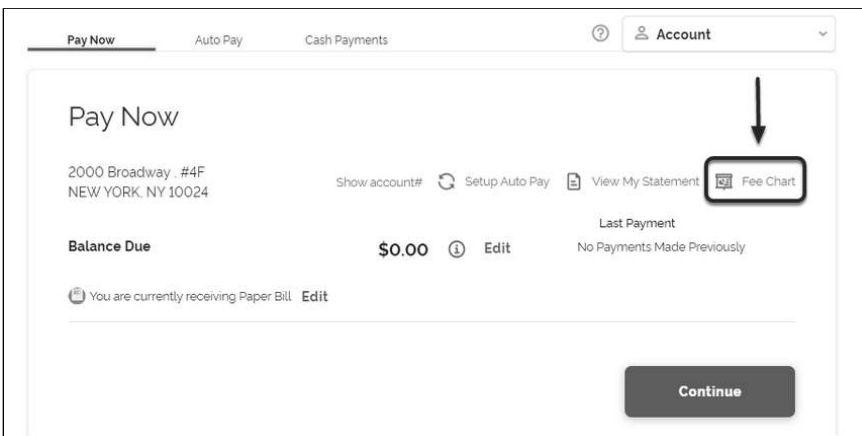 Pay Now Auto Pay Cash Payments Account
Pay Now
2000 Broadway . #4F
NEW YORK, NY 10024
Show account# Setup Auto Pay View My Statement Fee Chart
Last Payment
Balance Due $0.00 Edit No Payments Made Previously
You are currently receiving Paper Bill Edit
Continue